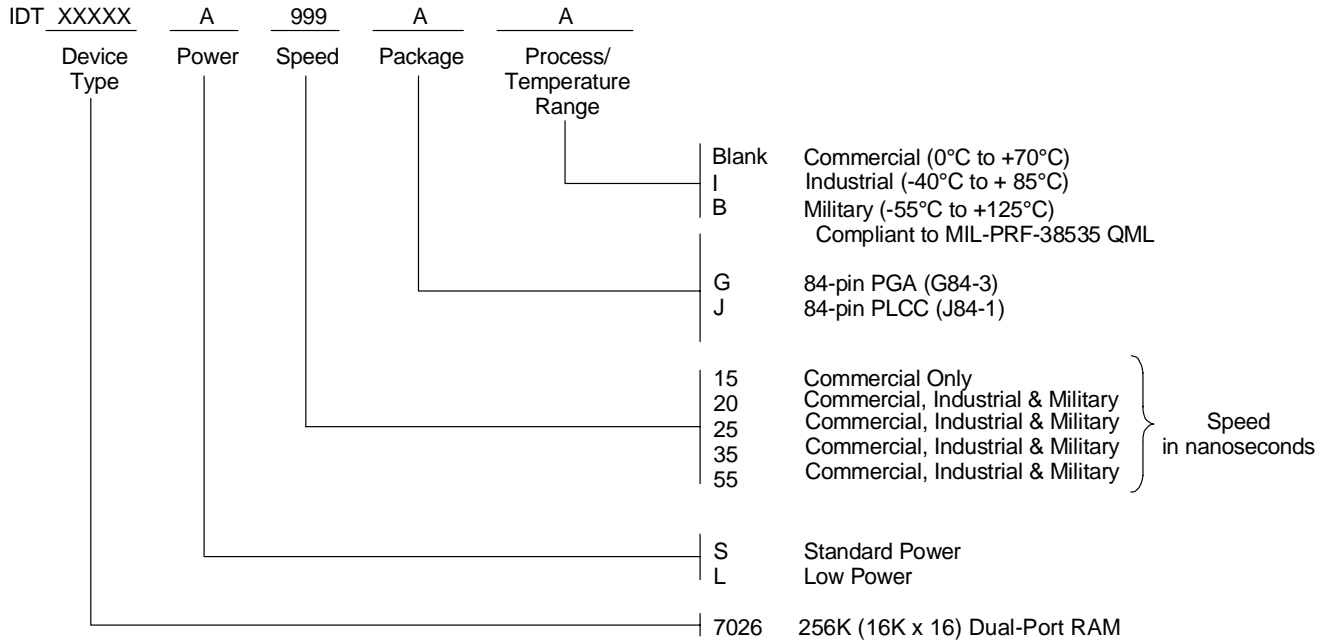 IDT XXXXX A 999 A A
Device Type Power Speed Package Process/ Temperature Range
Blank Commercial (0°C to +70°C)
I Industrial (-40°C to + 85°C)
B Military (-55°C to +125°C)
Compliant to MIL-PRF-38535 QML
G 84-pin PGA (G84-3)
J 84-pin PLCC (J84-1)
15 Commercial Only
20 Commercial, Industrial & Military
25 Commercial, Industrial & Military
35 Commercial, Industrial & Military
55 Commercial, Industrial & Military
Speed
in nanoseconds
S Standard Power
L Low Power
7026 256K (16K x 16) Dual-Port RAM